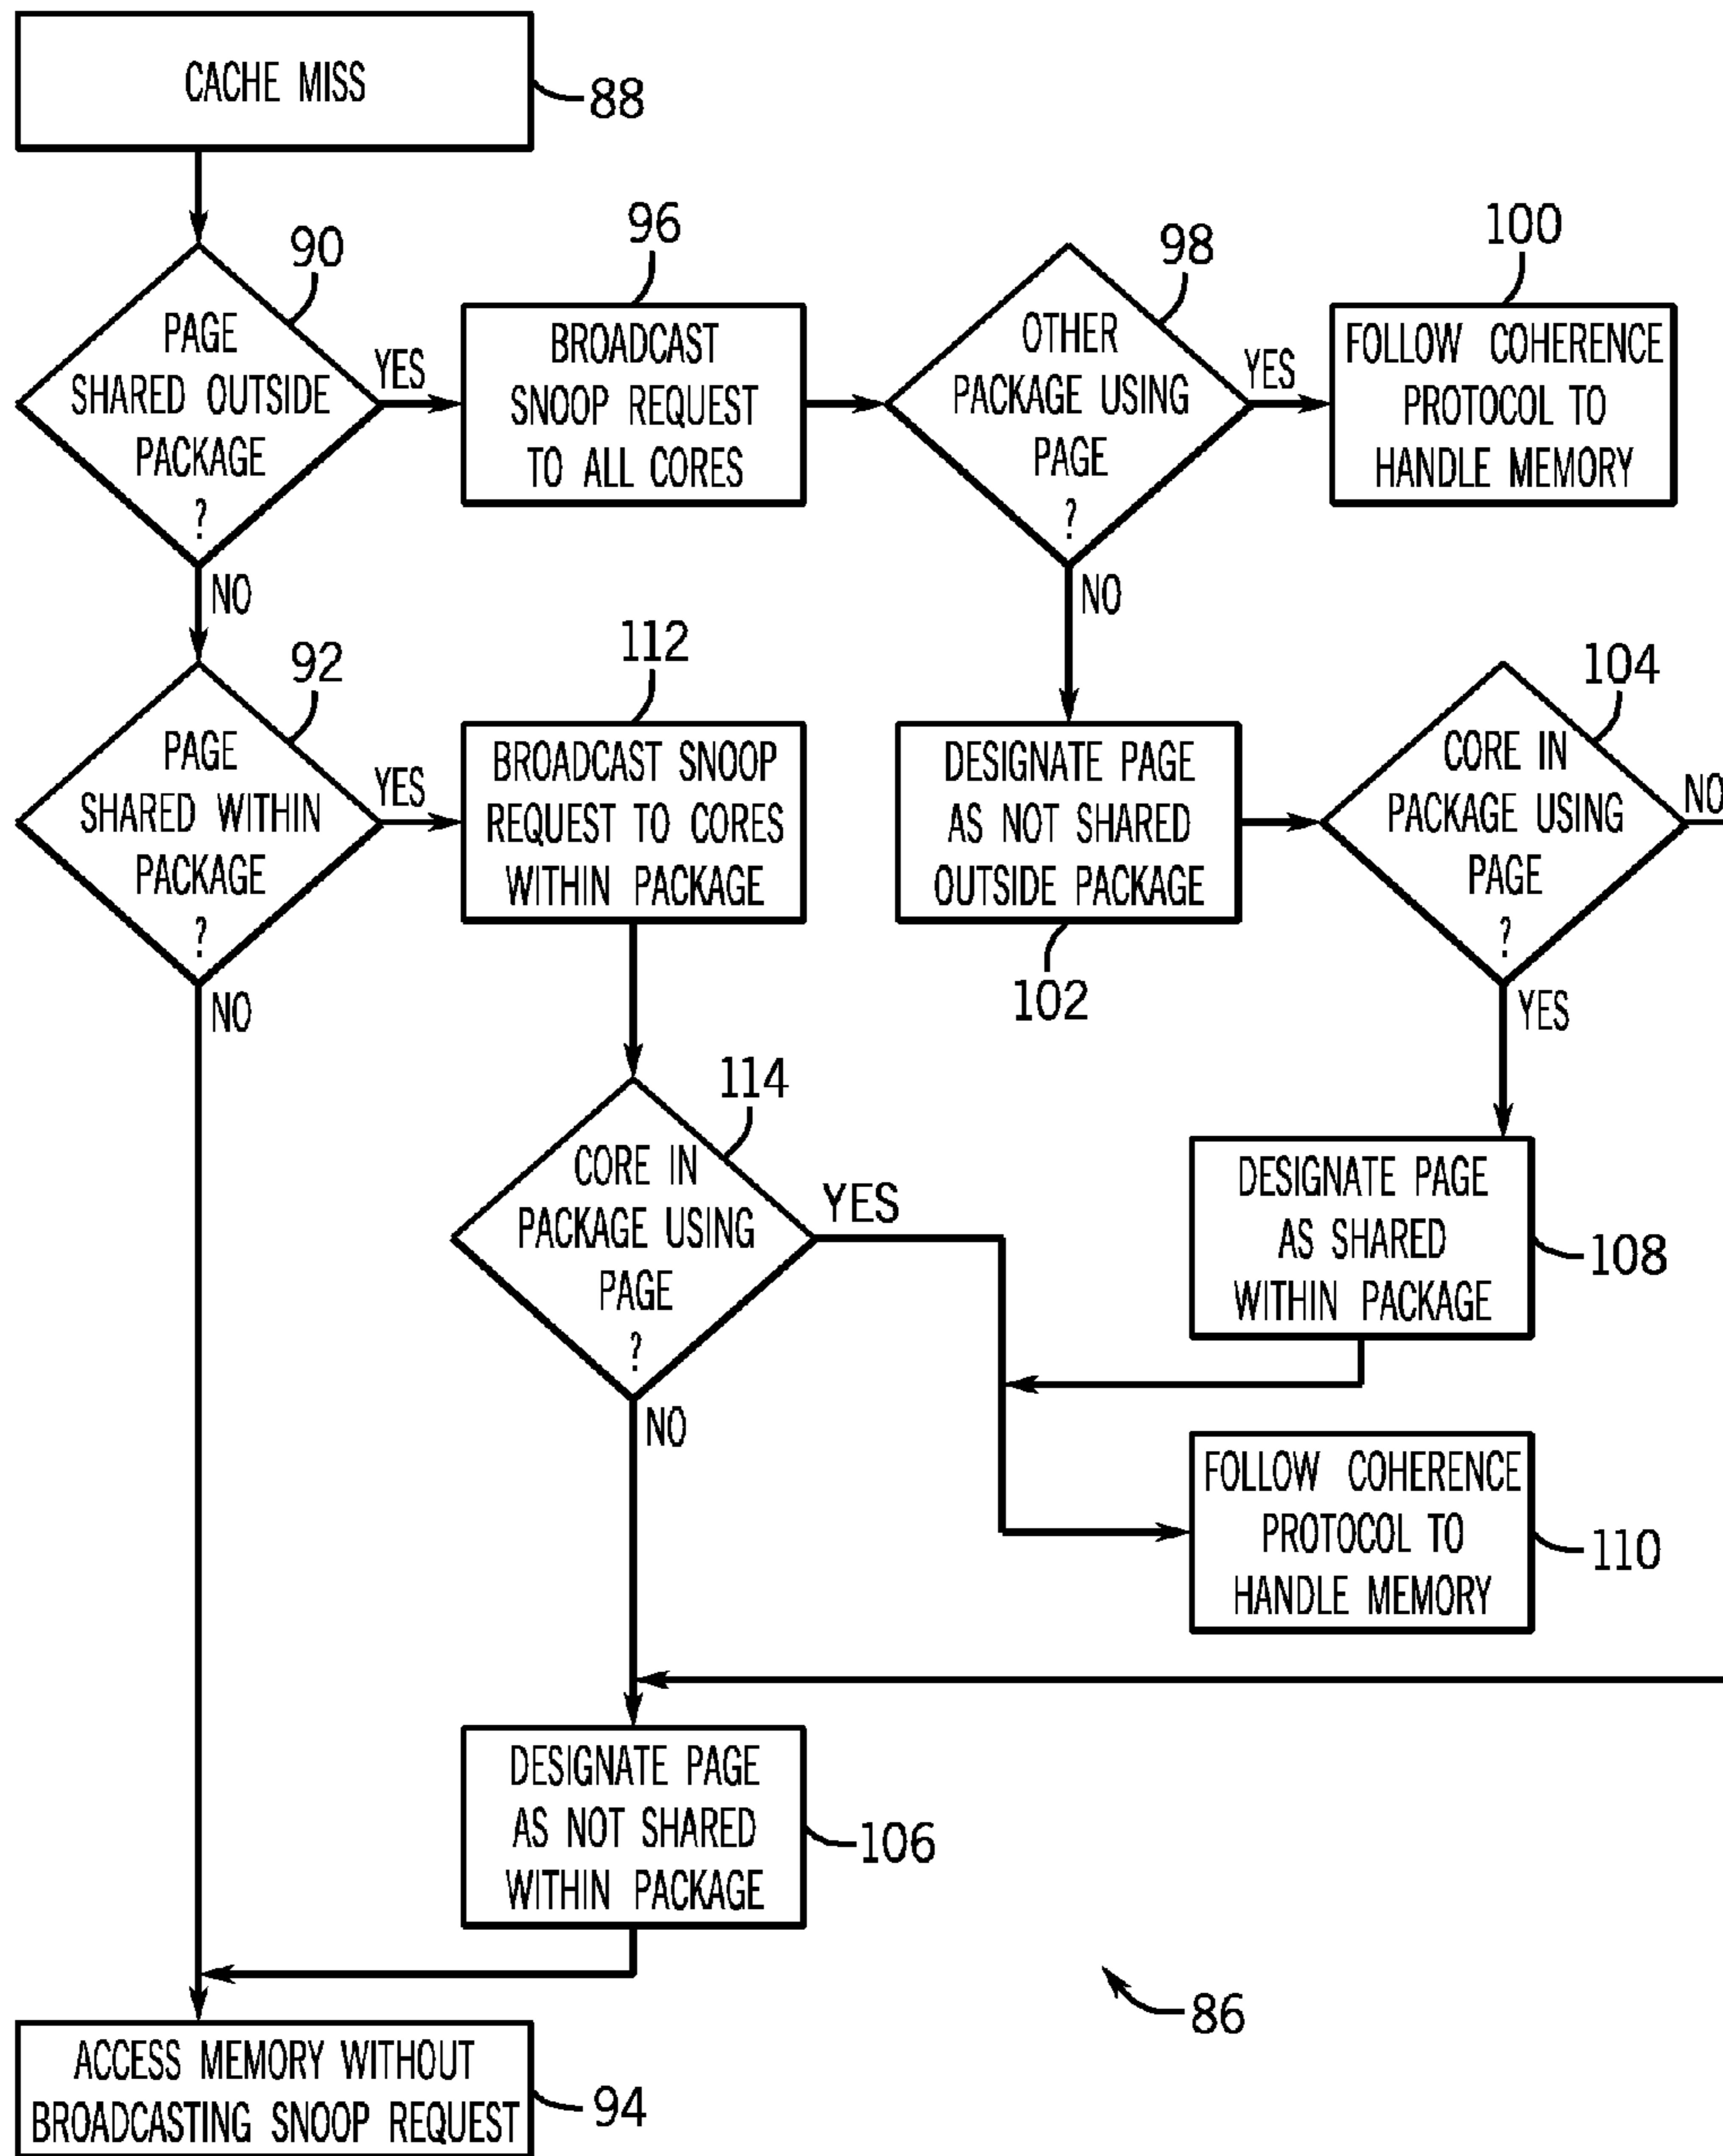 CACHE MISS
88
90
PAGE
SHARED OUTSIDE
PACKAGE
?
YES
NO
96
BROADCAST
SNOOP REQUEST
TO ALL CORES
98
OTHER
PACKAGE USING
PAGE
?
YES
NO
100
FOLLOW COHERENCE
PROTOCOL TO
HANDLE MEMORY
92
PAGE
SHARED WITHIN
PACKAGE
?
YES
NO
112
BROADCAST SNOOP
REQUEST TO CORES
WITHIN PACKAGE
DESIGNATE PAGE
AS NOT SHARED
OUTSIDE PACKAGE
102
104
CORE IN
PACKAGE USING
PAGE
?
NO
YES
114
CORE IN
PACKAGE USING
PAGE
?
YES
NO
DESIGNATE PAGE
AS SHARED
WITHIN PACKAGE
108
FOLLOW COHERENCE
PROTOCOL TO
HANDLE MEMORY
110
DESIGNATE PAGE
AS NOT SHARED
WITHIN PACKAGE
106
86
ACCESS MEMORY WITHOUT
BROADCASTING SNOOP REQUEST
94